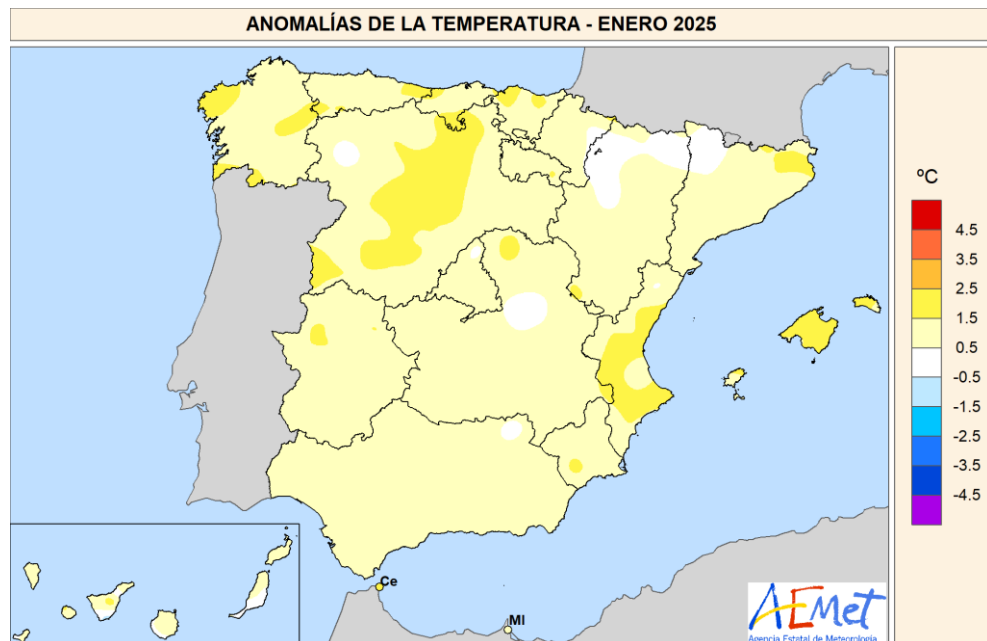 ANOMALÍAS DE LA TEMPERATURA - ENERO 2025
ºC
4.5
3.5
2.5
1.5
0.5
-0.5
-1.5
-2.5
-3.5
-4.5
Ce
Ml
AEMet
Agencia Estatal de Meteorología